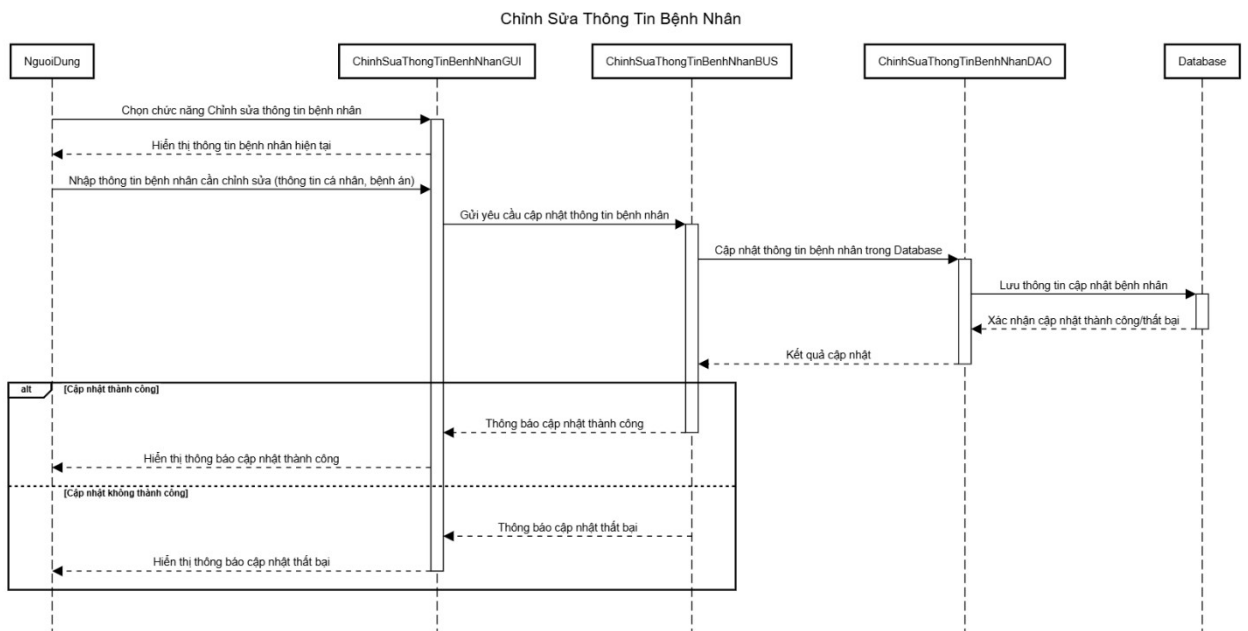 Chỉnh Sửa Thông Tin Bệnh Nhân
NguoiDung
ChinhSuaThongTinBenhNhanGUI
ChinhSuaThongTinBenhNhanBUS
ChinhSuaThongTinBenhNhanDAO
Database
Chọn chức năng Chỉnh sửa thông tin bệnh nhân
Hiển thị thông tin bệnh nhân hiện tại
Nhập thông tin bệnh nhân cần chỉnh sửa (thông tin cá nhân, bệnh án)
Gửi yêu cầu cập nhật thông tin bệnh nhân
Cập nhật thông tin bệnh nhân trong Database
Lưu thông tin cập nhật bệnh nhân
Xác nhận cập nhật thành công/thất bại
Kết quả cập nhật
alt
[Cập nhật thành công]
Thông báo cập nhật thành công
Hiển thị thông báo cập nhật thành công
[Cập nhật không thành công]
Thông báo cập nhật thất bại
Hiển thị thông báo cập nhật thất bại